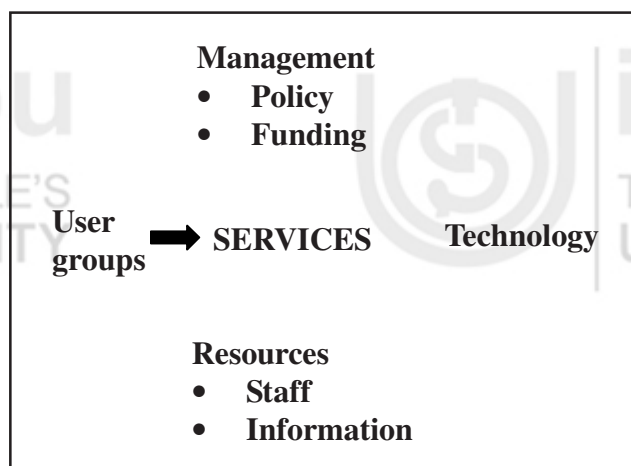 Management
• Policy
• Funding
User
groups
SERVICES
Technology
Resources
• Staff
• Information